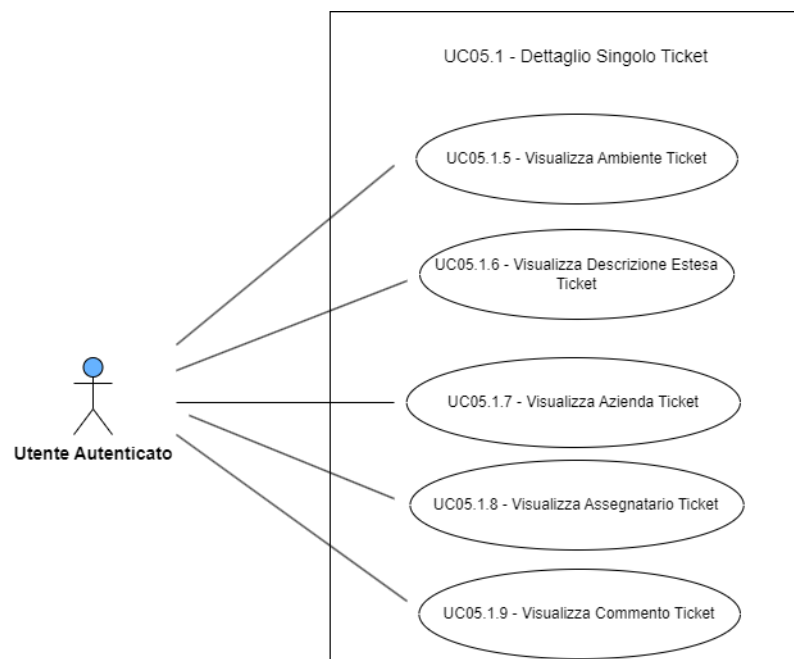 UC05.1 - Dettaglio Singolo Ticket
UC05.1.5 - Visualizza Ambiente Ticket
UC05.1.6 - Visualizza Descrizione Estesa
Ticket
UC05.1.7 - Visualizza Azienda Ticket
Utente Autenticato
UC05.1.8 - Visualizza Assegnatario Ticket
UC05.1.9 - Visualizza Commento Ticket